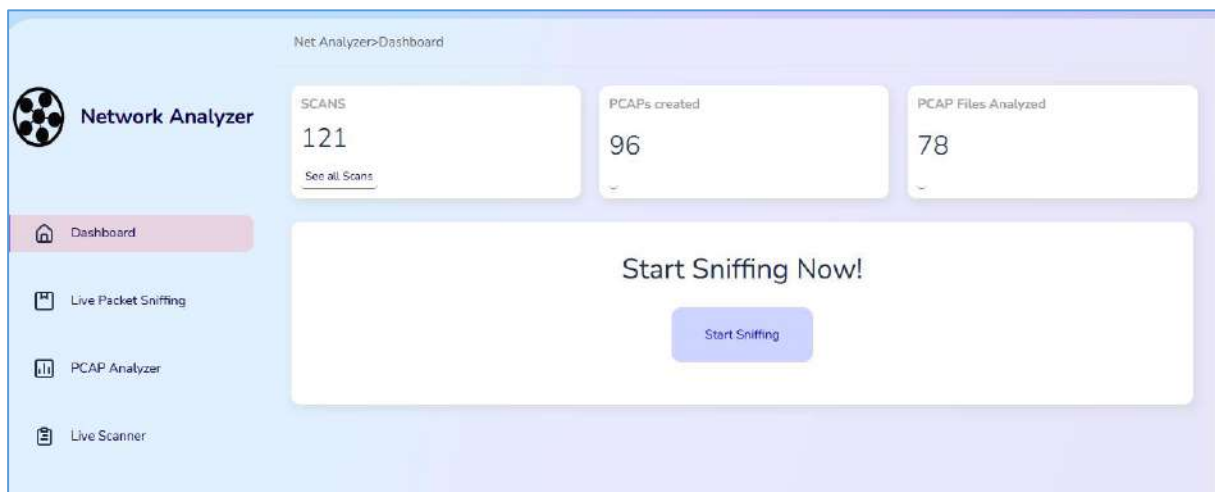 Net Analyzer>Dashboard
Network Analyzer
SCANS
121
See all Scans
PCAPs created
96
PCAP Files Analyzed
78
Dashboard
Live Packet Sniffing
PCAP Analyzer
Live Scanner
Start Sniffing Now!
Start Sniffing